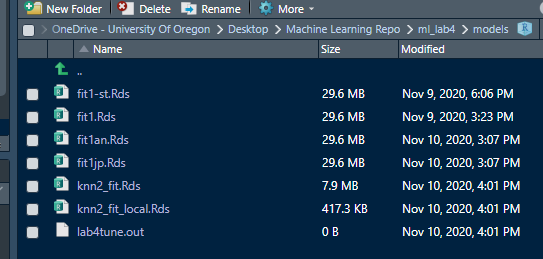 New Folder Delete Rename More
OneDrive - University Of Oregon Desktop Machine Learning Repo ml_lab4 models R
Name Size Modified
..
fit1-st.Rds 29.6 MB Nov 9, 2020, 6:06 PM
fit1.Rds 29.6 MB Nov 9, 2020, 3:23 PM
fit1an.Rds 29.6 MB Nov 10, 2020, 3:07 PM
fit1jp.Rds 29.6 MB Nov 10, 2020, 3:07 PM
knn2_fit.Rds 7.9 MB Nov 10, 2020, 4:01 PM
knn2_fit_local.Rds 417.3 KB Nov 10, 2020, 4:01 PM
lab4tune.out 0 B Nov 10, 2020, 4:01 PM